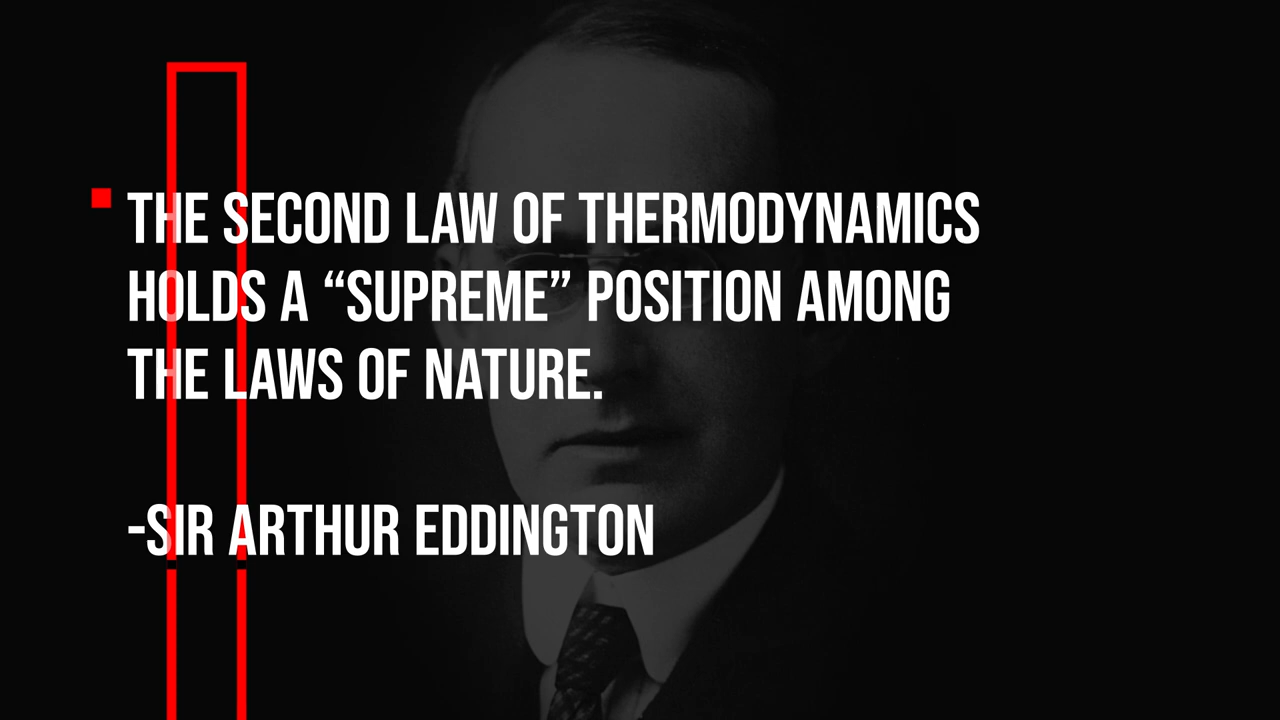 THE SECOND LAW OF THERMODYNAMICS
HOLDS A “SUPREME” POSITION AMONG
THE LAWS OF NATURE.
-SIR ARTHUR EDDINGTON